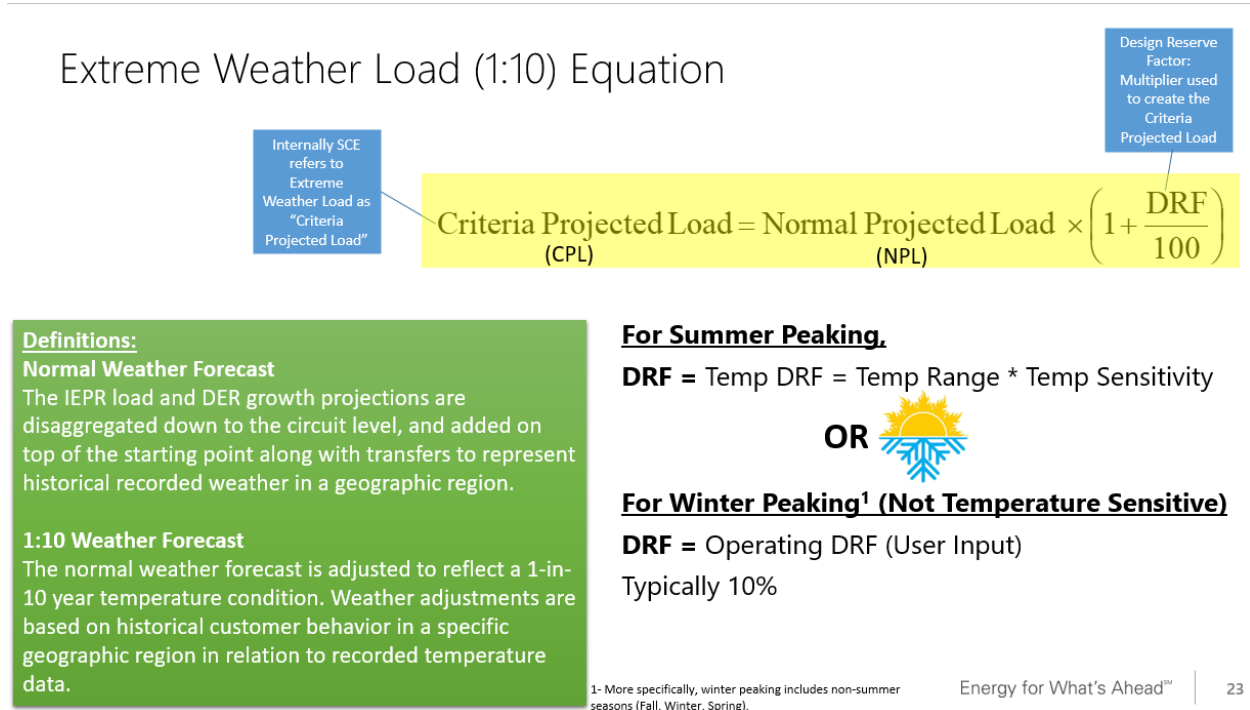 Extreme Weather Load (1:10) Equation
Design Reserve
Factor:
Multiplier used
to create the
Criteria
Projected Load
Internally SCE
refers to
Extreme
Weather Load as
“Criteria
Projected Load”
Criteria Projected Load = Normal Projected Load × (1 + DRF/100)
(CPL) (NPL)
Definitions:
Normal Weather Forecast
The IEPR load and DER growth projections are
disaggregated down to the circuit level, and added on
top of the starting point along with transfers to represent
historical recorded weather in a geographic region.
1:10 Weather Forecast
The normal weather forecast is adjusted to reflect a 1-in-
10 year temperature condition. Weather adjustments are
based on historical customer behavior in a specific
geographic region in relation to recorded temperature
data.
For Summer Peaking,
DRF = Temp DRF = Temp Range * Temp Sensitivity
OR
For Winter Peaking¹ (Not Temperature Sensitive)
DRF = Operating DRF (User Input)
Typically 10%
1- More specifically, winter peaking includes non-summer
seasons (Fall, Winter, Spring).
Energy for What's Ahead℠
23